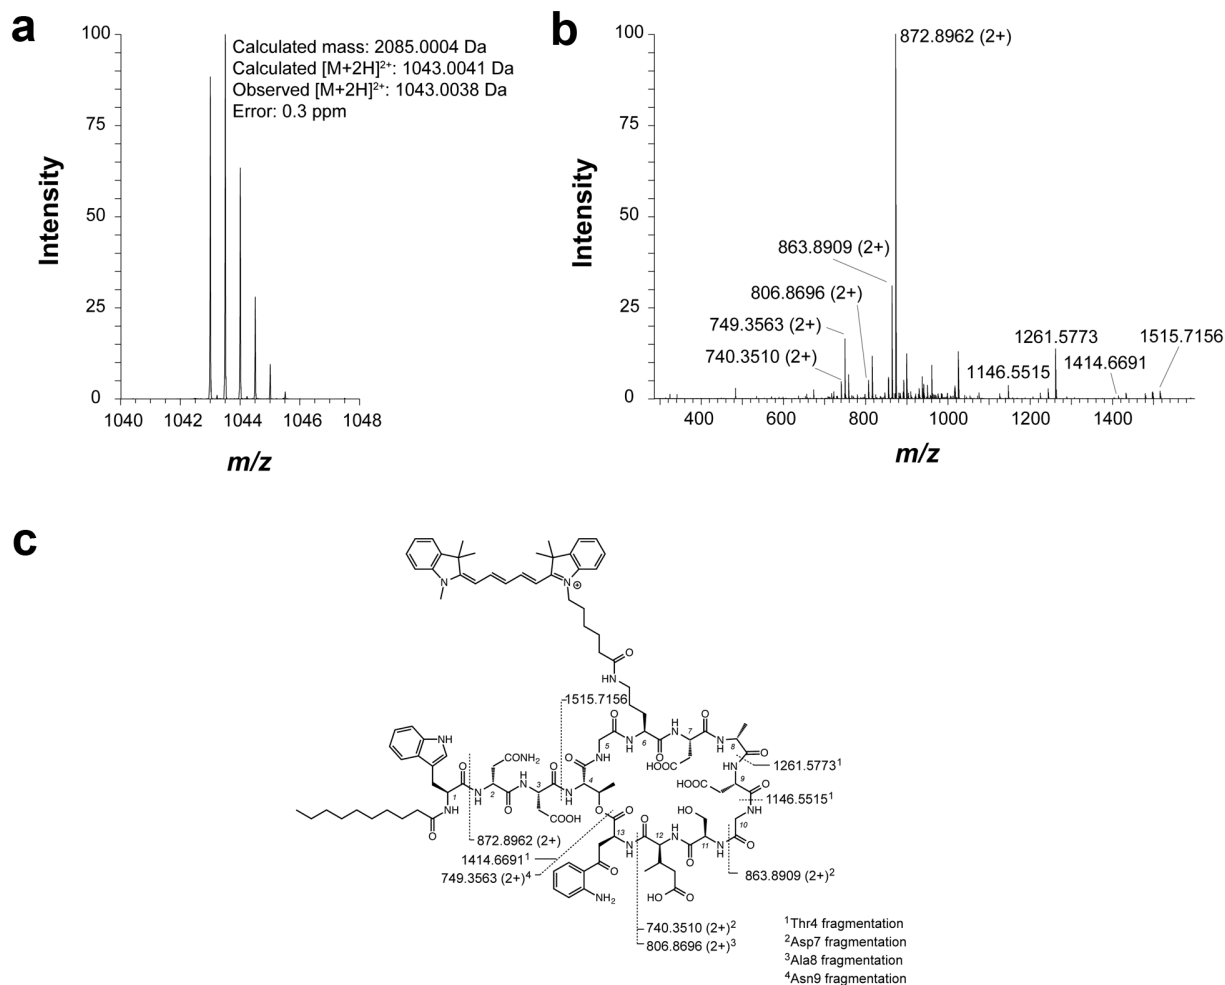 a
100
75
50
25
0
Intensity
Calculated mass: 2085.0004 Da
Calculated [M+2H]²⁺: 1043.0041 Da
Observed [M+2H]²⁺: 1043.0038 Da
Error: 0.3 ppm
1040 1042 1044 1046 1048
m/z
b
100
75
50
25
0
Intensity
872.8962 (2+)
863.8909 (2+)
806.8696 (2+)
749.3563 (2+)
740.3510 (2+)
1146.5515
1261.5773
1414.6691
1515.7156
400 600 800 1000 1200 1400
m/z
c
N
N
⊕
O
HN
1515.7156
NH
O
O
NH₂
H
N
O
N
H
O
HN
O
N
H
H
N
O
O
HOOC
O
H
N
O
N
H
O
HN
HOOC
O
NH
1261.5773¹
1146.5515¹
1
2
3
4
5
6
7
8
9
10
11
12
13
O
NH
O
COOH
O
O
N
H
O
H
N
O
HO
N
H
O
872.8962 (2+)
1414.6691¹
749.3563 (2+)⁴
O
NH₂
HO
O
863.8909 (2+)²
740.3510 (2+)²
806.8696 (2+)³
¹Thr4 fragmentation
²Asp7 fragmentation
³Ala8 fragmentation
⁴Asn9 fragmentation